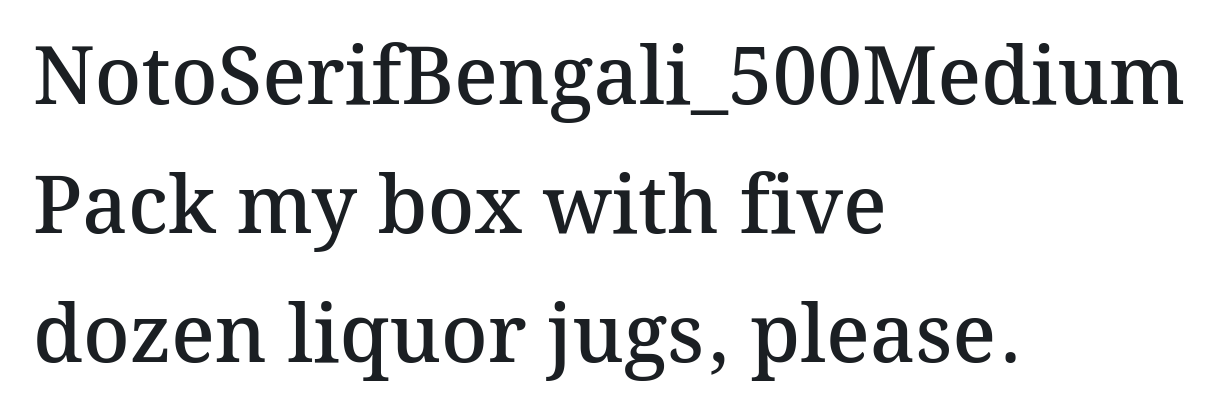 NotoSerifBengali_500Medium
Pack my box with five
dozen liquor jugs, please.